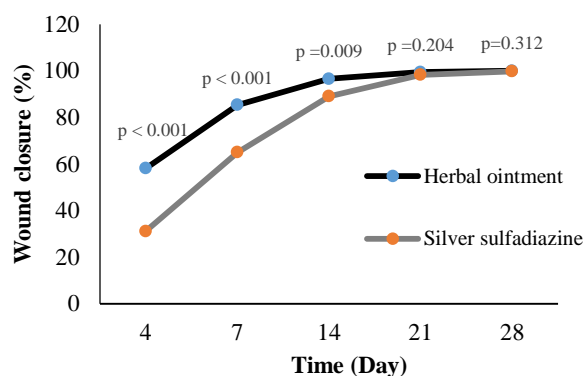 120
100
80
60
40
20
0
Wound closure (%)
p < 0.001
p < 0.001
p =0.009
p =0.204
p=0.312
Herbal ointment
Silver sulfadiazine
4
7
14
21
28
Time (Day)